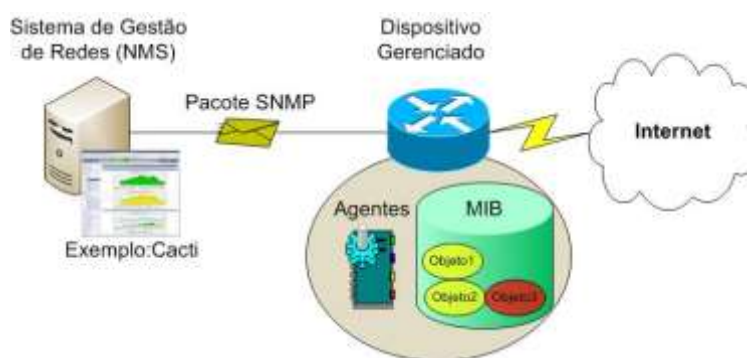 Sistema de Gestão
de Redes (NMS)
Dispositivo
Gerenciado
Pacote SNMP
Internet
Agentes
MIB
Objeto1
Objeto2
Objeto3
Exemplo:Cacti